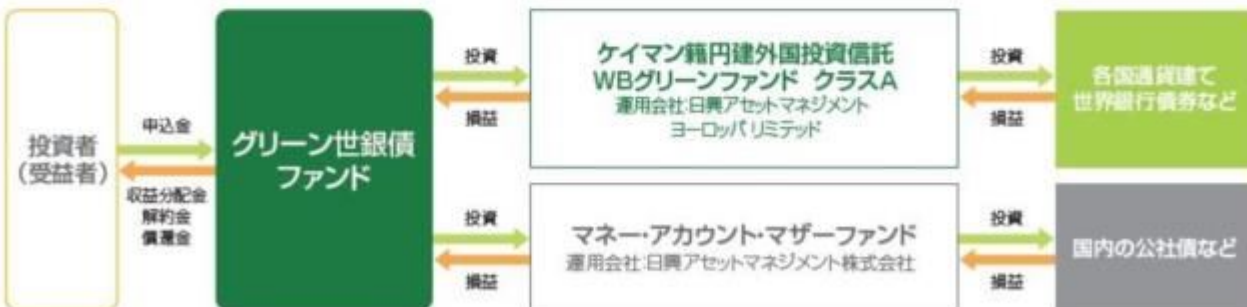 投資者
(受益者)
申込金
収益分配金
解約金
償還金
グリーン世銀債
ファンド
投資
損益
ケイマン籍円建外国投資信託
WBグリーンファンド クラスA
運用会社:日興アセットマネジメント
ヨーロッパ リミテッド
投資
損益
各国通貨建て
世界銀行債券など
投資
損益
マネー・アカウント・マザーファンド
運用会社:日興アセットマネジメント株式会社
投資
損益
国内の公社債など